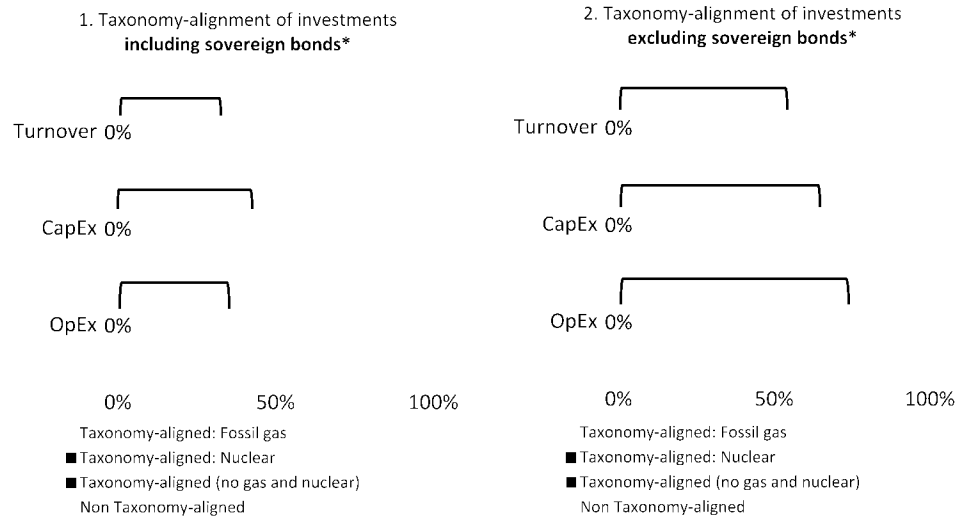 1. Taxonomy-alignment of investments
including sovereign bonds*
Turnover 0%
CapEx 0%
OpEx 0%
0% 50% 100%
Taxonomy-aligned: Fossil gas
Taxonomy-aligned: Nuclear
Taxonomy-aligned (no gas and nuclear)
Non Taxonomy-aligned
2. Taxonomy-alignment of investments
excluding sovereign bonds*
Turnover 0%
CapEx 0%
OpEx 0%
0% 50% 100%
Taxonomy-aligned: Fossil gas
Taxonomy-aligned: Nuclear
Taxonomy-aligned (no gas and nuclear)
Non Taxonomy-aligned